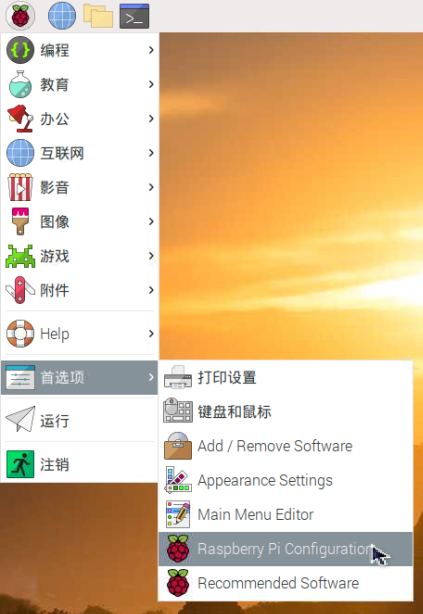 编程
教育
办公
互联网
影音
图像
游戏
附件
Help
首选项
运行
注销
打印设置
键盘和鼠标
Add / Remove Software
Appearance Settings
Main Menu Editor
Raspberry Pi Configuration
Recommended Software